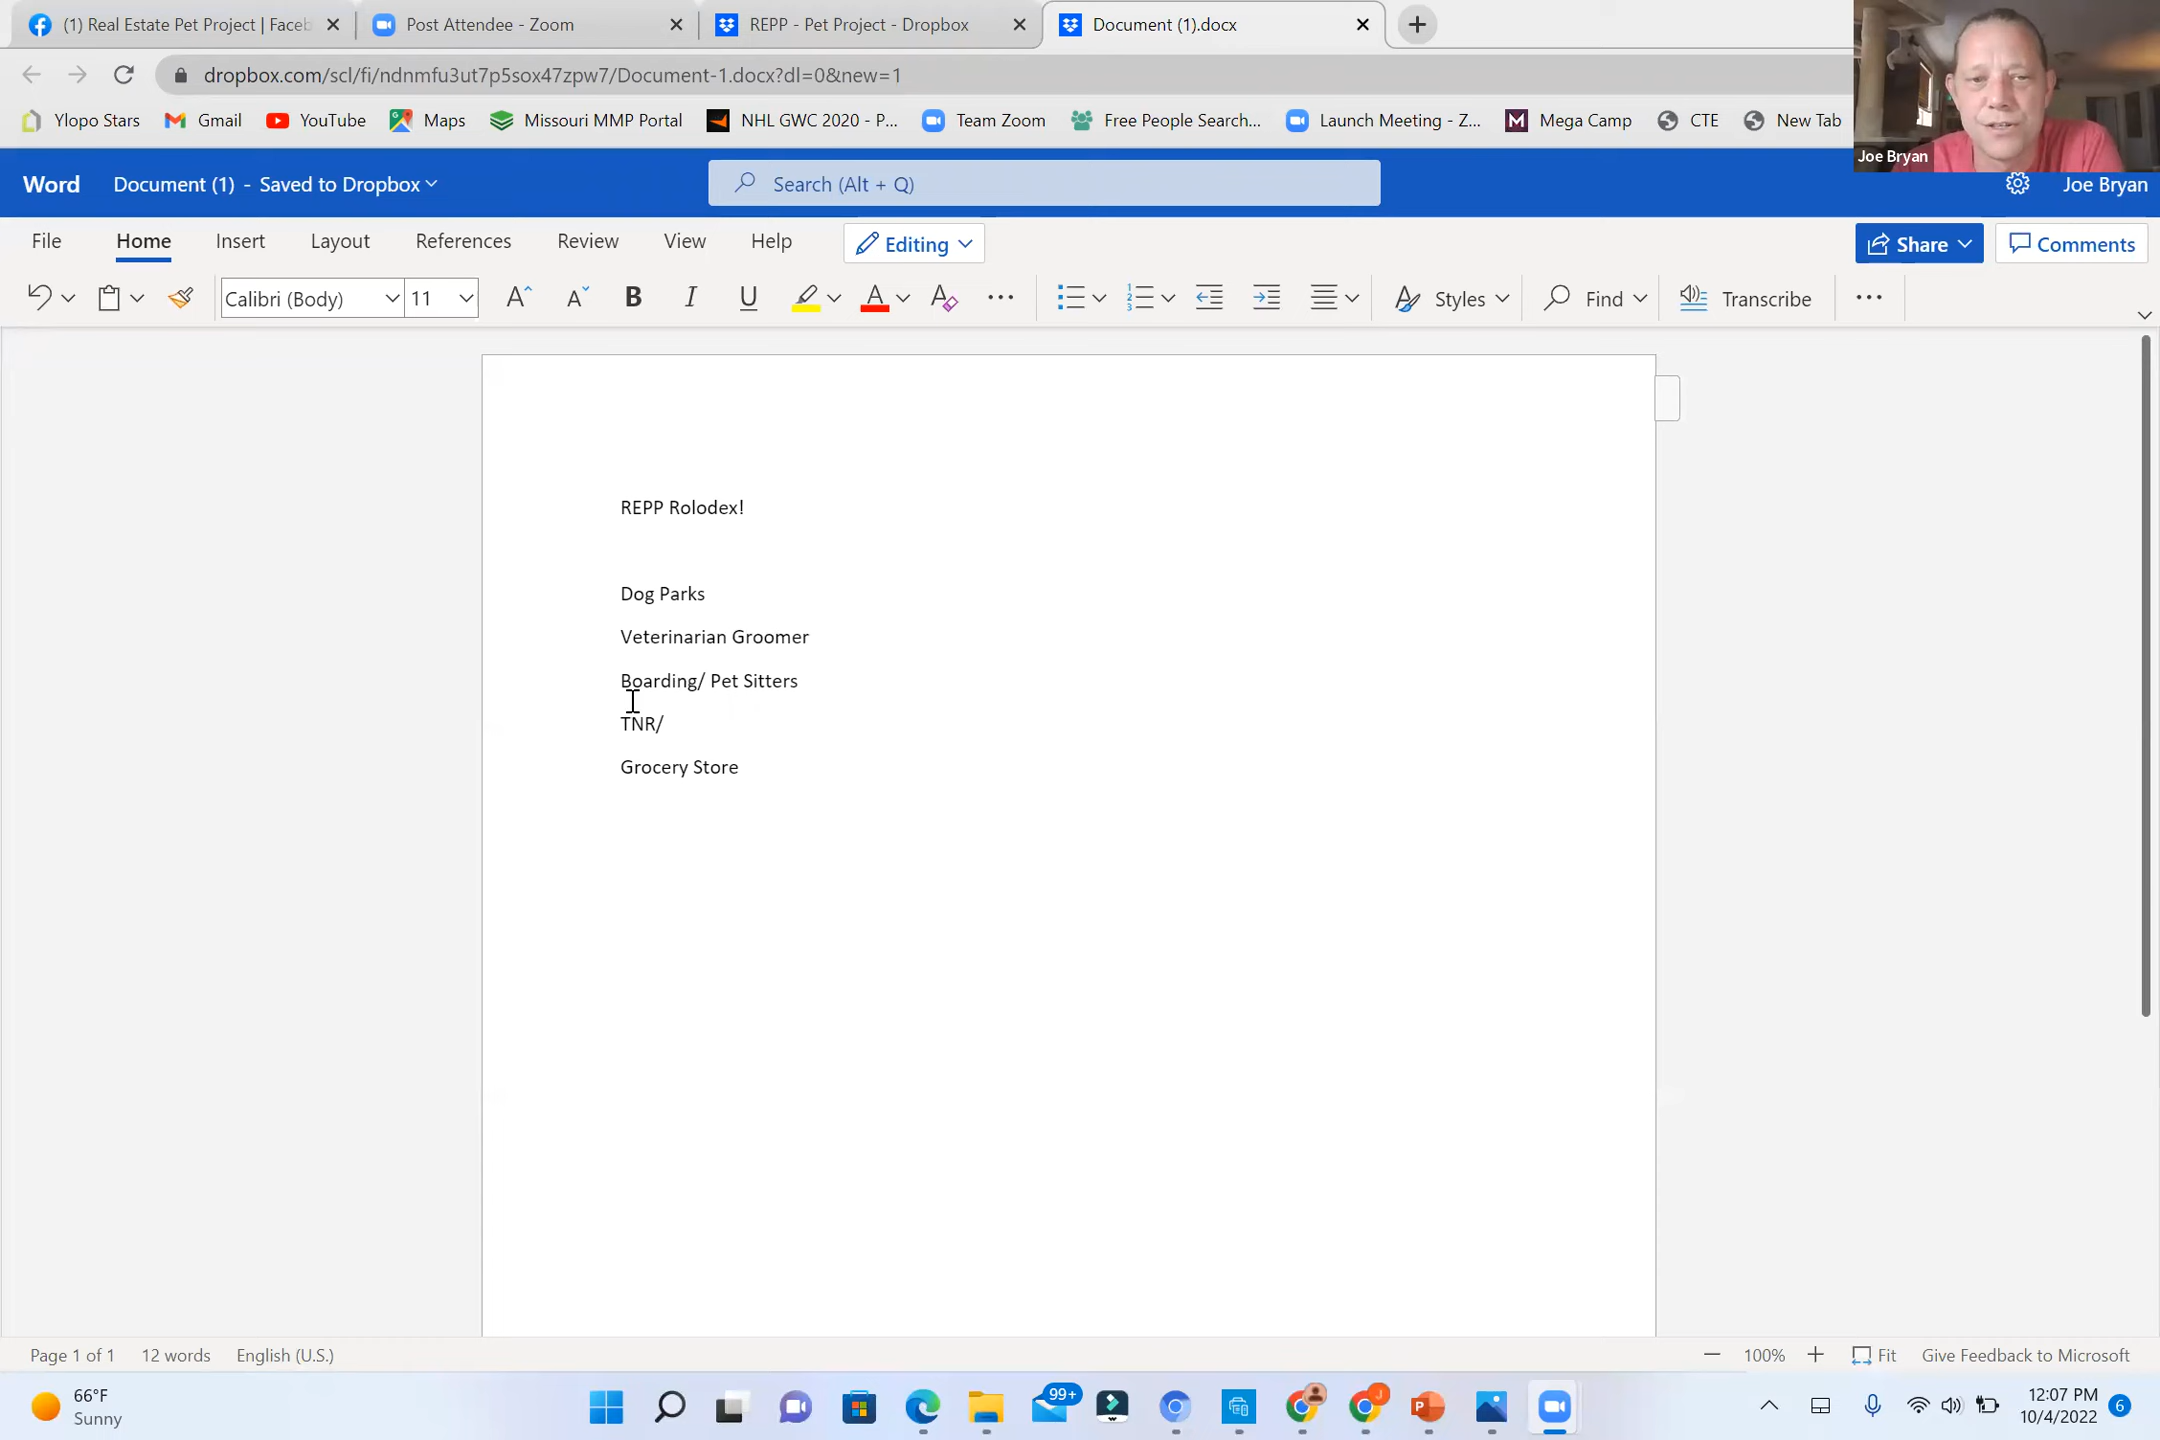 (1) Real Estate Pet Project | Faceb
Post Attendee - Zoom
REPP - Pet Project - Dropbox
Document (1).docx
dropbox.com/scl/fi/ndnmfu3ut7p5sox47zpw7/Document-1.docx?dl=0&new=1
Ylopo Stars
Gmail
YouTube
Maps
Missouri MMP Portal
NHL GWC 2020 - P...
Team Zoom
Free People Search...
Launch Meeting - Z...
Mega Camp
CTE
New Tab
Joe Bryan
Word
Document (1) - Saved to Dropbox
Search (Alt + Q)
Joe Bryan
File
Home
Insert
Layout
References
Review
View
Help
Editing
Share
Comments
Calibri (Body)
11
Styles
Find
Transcribe
REPP Rolodex!
Dog Parks
Veterinarian Groomer
Boarding/ Pet Sitters
TNR/
Grocery Store
Page 1 of 1
12 words
English (U.S.)
100%
Fit
Give Feedback to Microsoft
66°F
Sunny
99+
12:07 PM
10/4/2022
6